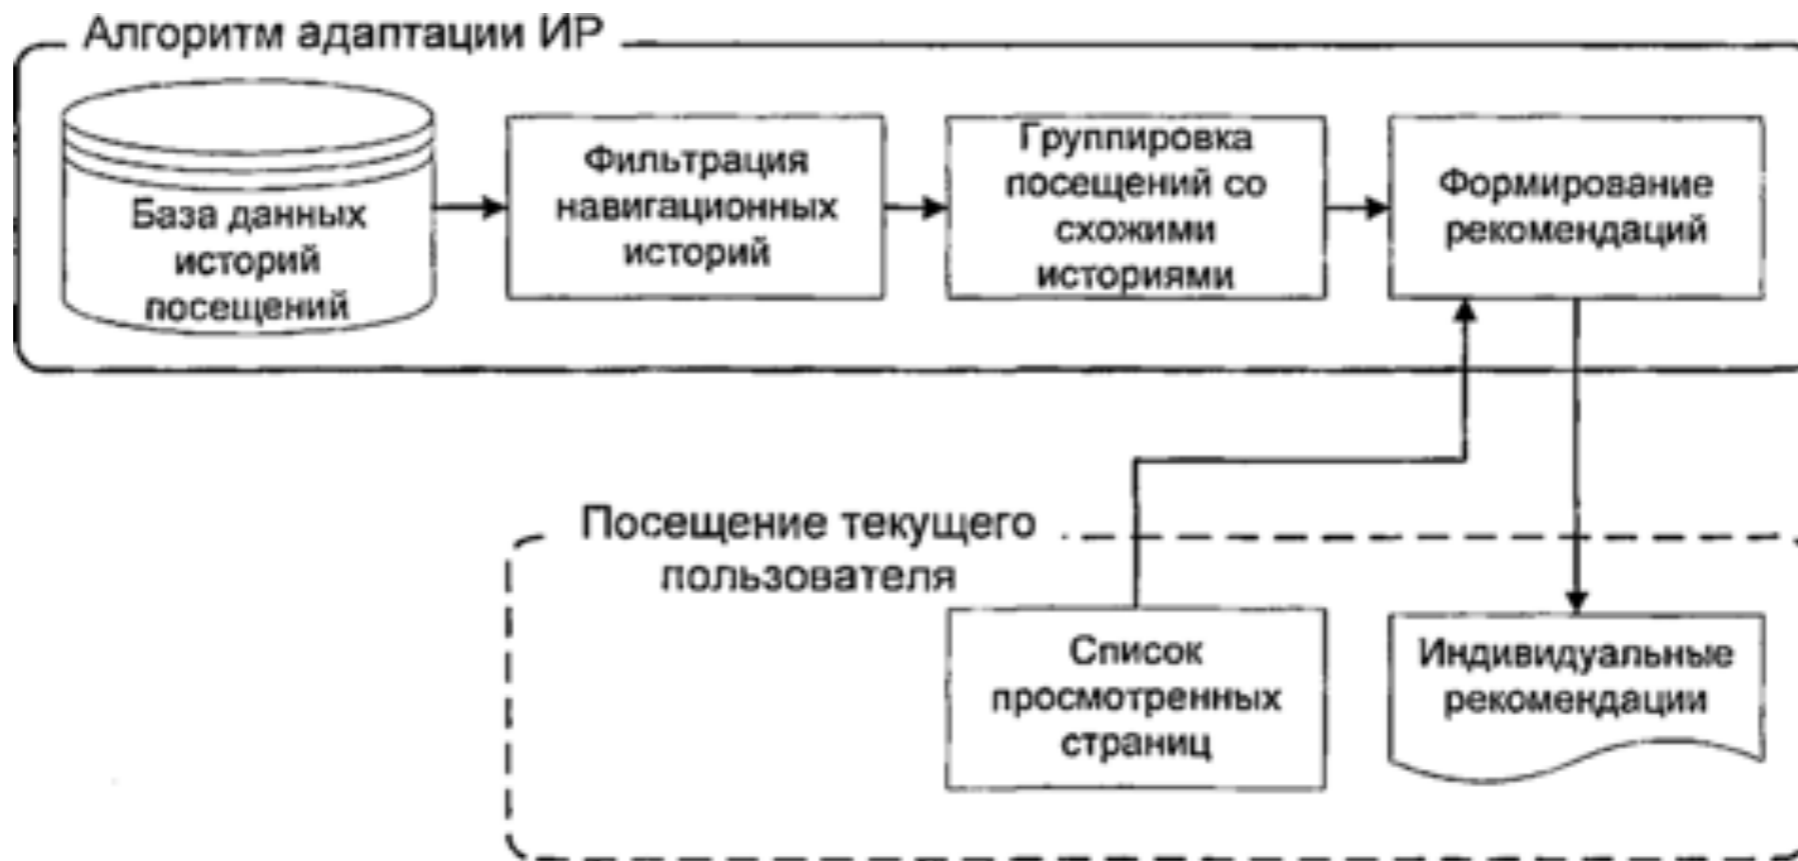 Алгоритм адаптации ИР
База данных
историй
посещений
Фильтрация
навигационных
историй
Группировка
посещений со
схожими
историями
Формирование
рекомендаций
Посещение текущего
пользователя
Список
просмотренных
страниц
Индивидуальные
рекомендации